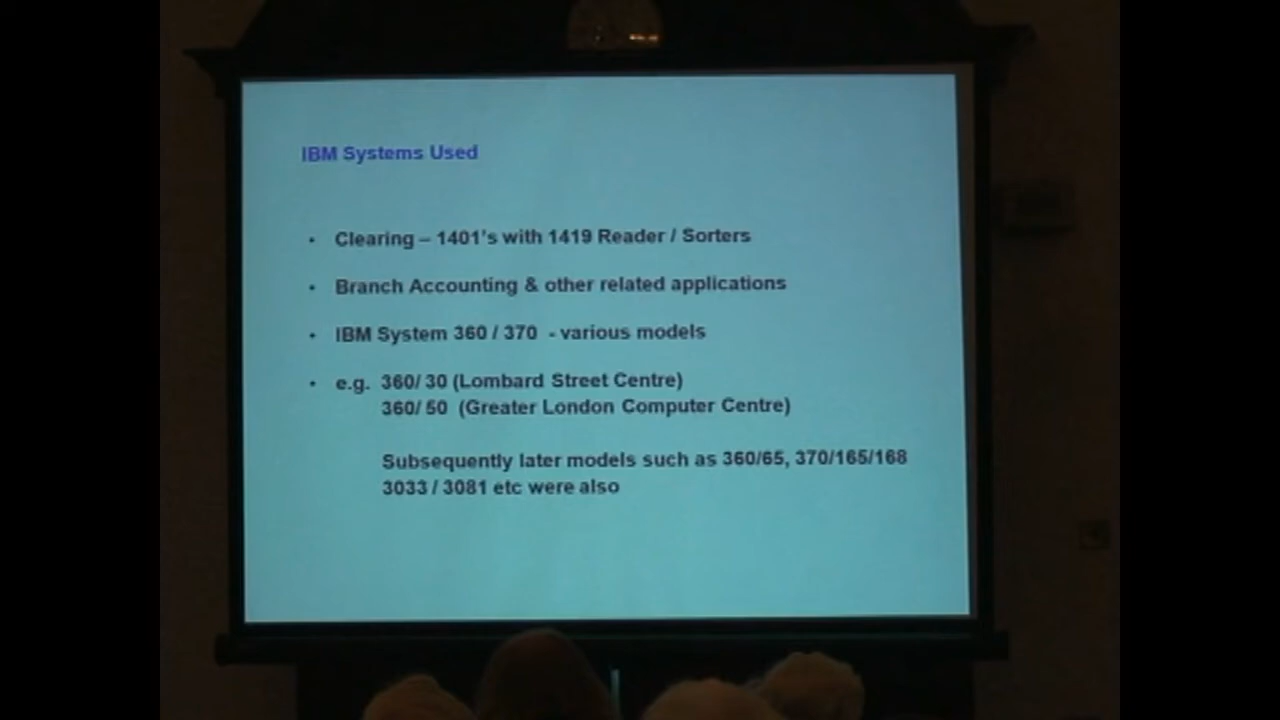 IBM Systems Used
• Clearing – 1401's with 1419 Reader / Sorters
• Branch Accounting & other related applications
• IBM System 360 / 370 - various models
• e.g. 360/ 30 (Lombard Street Centre)
360/ 50 (Greater London Computer Centre)
Subsequently later models such as 360/65, 370/165/168
3033 / 3081 etc were also